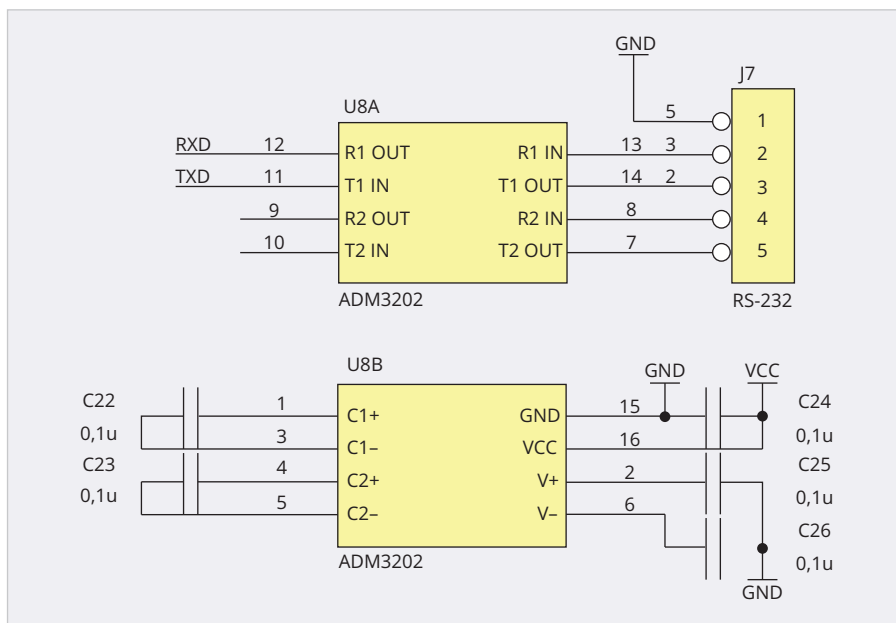 GND
J7
U8A
5
1
RXD 12 R1 OUT R1 IN 13 3 2
TXD 11 T1 IN T1 OUT 14 2 3
9 R2 OUT R2 IN 8 4
10 T2 IN T2 OUT 7 5
ADM3202 RS-232
U8B GND VCC
C22 1 C1+ GND 15 C24
0,1u 3 C1– VCC 16 0,1u
C23 4 C2+ V+ 2 C25
0,1u 5 C2– V– 6 0,1u
C26
ADM3202 0,1u
GND